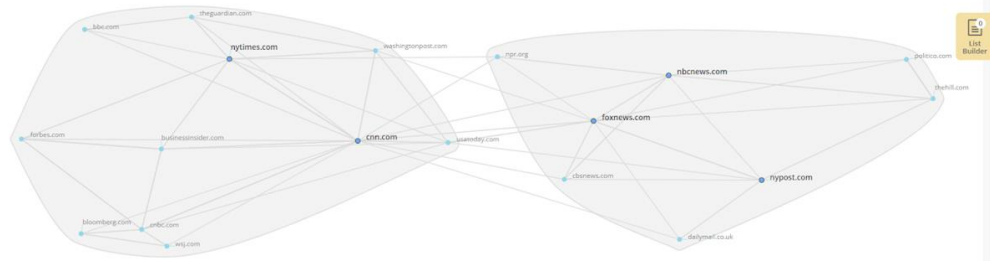 theguardian.com
bbc.com
nytimes.com
washingtonpost.com
forbes.com
businessinsider.com
cnn.com
usatoday.com
bloomberg.com
cnbc.com
wsj.com
npr.org
nbcnews.com
politico.com
thehill.com
foxnews.com
cbsnews.com
nypost.com
dailymail.co.uk
0
List
Builder